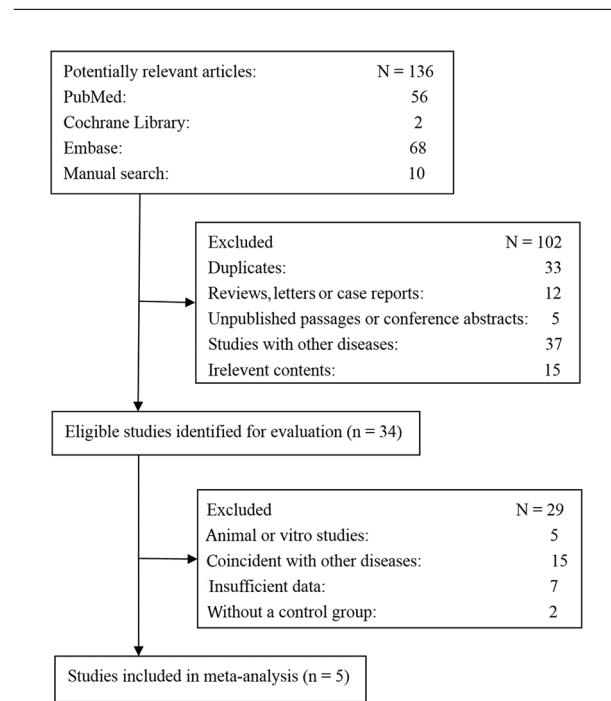 Potentially relevant articles: N = 136
PubMed: 56
Cochrane Library: 2
Embase: 68
Manual search: 10
Excluded N = 102
Duplicates: 33
Reviews, letters or case reports: 12
Unpublished passages or conference abstracts: 5
Studies with other diseases: 37
Irelevent contents: 15
Eligible studies identified for evaluation (n = 34)
Excluded N = 29
Animal or vitro studies: 5
Coincident with other diseases: 15
Insufficient data: 7
Without a control group: 2
Studies included in meta-analysis (n = 5)